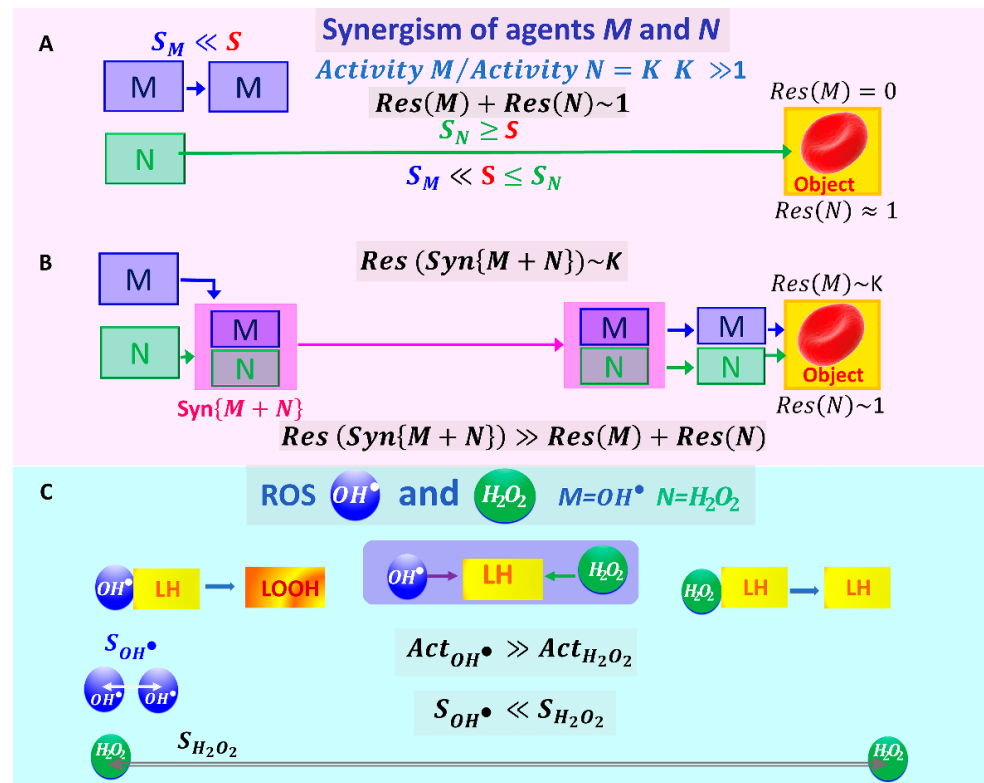 A
Synergism of agents M and N
S_M ≪ S
Activity M/Activity N = K K ≫1
M M
Res(M) + Res(N)~1
Res(M) = 0
S_N ≥ S
N
S_M ≪ S ≤ S_N
Object
Res(N) ≈ 1
B
Res (Syn{M + N})~K
M
Res(M)~K
M M M
N N N N
Object
Syn{M + N}
Res(N)~1
Res (Syn{M + N}) ≫ Res(M) + Res(N)
C
ROS OH• and H₂O₂ M=OH• N=H₂O₂
OH• LH LOOH
OH• LH H₂O₂
H₂O₂ LH LH
S_OH•
Act_OH• ≫ Act_H₂O₂
OH• OH•
S_OH• ≪ S_H₂O₂
H₂O₂ S_H₂O₂ H₂O₂